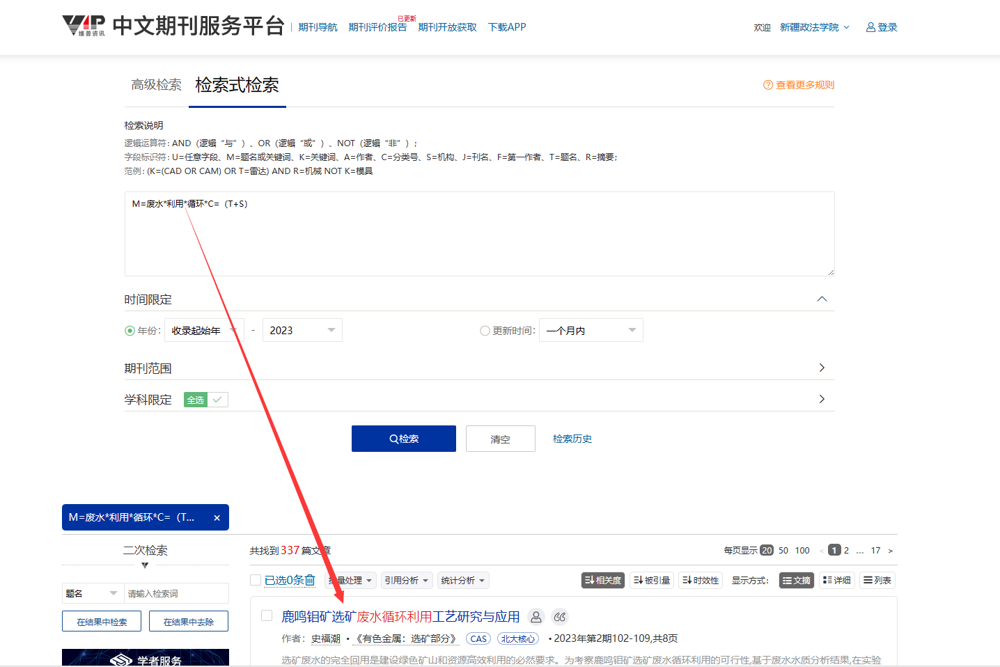 VIP 维普资讯 中文期刊服务平台 期刊导航 期刊评价报告 已更新 期刊开放获取 下载APP 欢迎 新疆政法学院 登录
高级检索 检索式检索 查看更多规则
检索说明
逻辑运算符: AND（逻辑“与”）、OR（逻辑“或”）、NOT（逻辑“非”）;
字段标识符: U=任意字段、M=题名或关键词、K=关键词、A=作者、C=分类号、S=机构、J=刊名、F=第一作者、T=题名、R=摘要;
范例: (K=(CAD OR CAM) OR T=雷达) AND R=机械 NOT K=模具
M=废水*利用*循环*C=（T+S）
时间限定
年份: 收录起始年 - 2023 更新时间: 一个月内
期刊范围
学科限定 全选
检索 清空 检索历史
M=废水*利用*循环*C=（T... ×
二次检索 共找到337篇文章 每页显示 20 50 100 < 1 2 ... 17 >
已选0条 批量处理 引用分析 统计分析 相关度 被引量 时效性 显示方式: 文摘 详细 列表
题名 请输入检索词
在结果中检索 在结果中去除
鹿鸣钼矿选矿废水循环利用工艺研究与应用
作者: 史福潮 • 《有色金属：选矿部分》 CAS 北大核心 • 2023年第2期102-109,共8页
选矿废水的完全回用是建设绿色矿山和资源高效利用的必然要求。为考察鹿鸣钼矿选矿废水循环利用的可行性,基于废水水质分析结果,在实验
学者服务